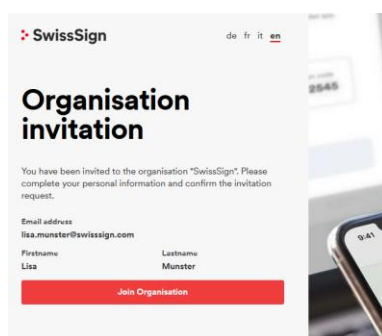 SwissSign
de fr it en
Organisation
invitation
You have been invited to the organisation "SwissSign". Please
complete your personal information and confirm the invitation
request.
Email address
lisa.munster@swisssign.com
Firstname Lastname
Lisa Munster
Join Organisation
2545
9:41